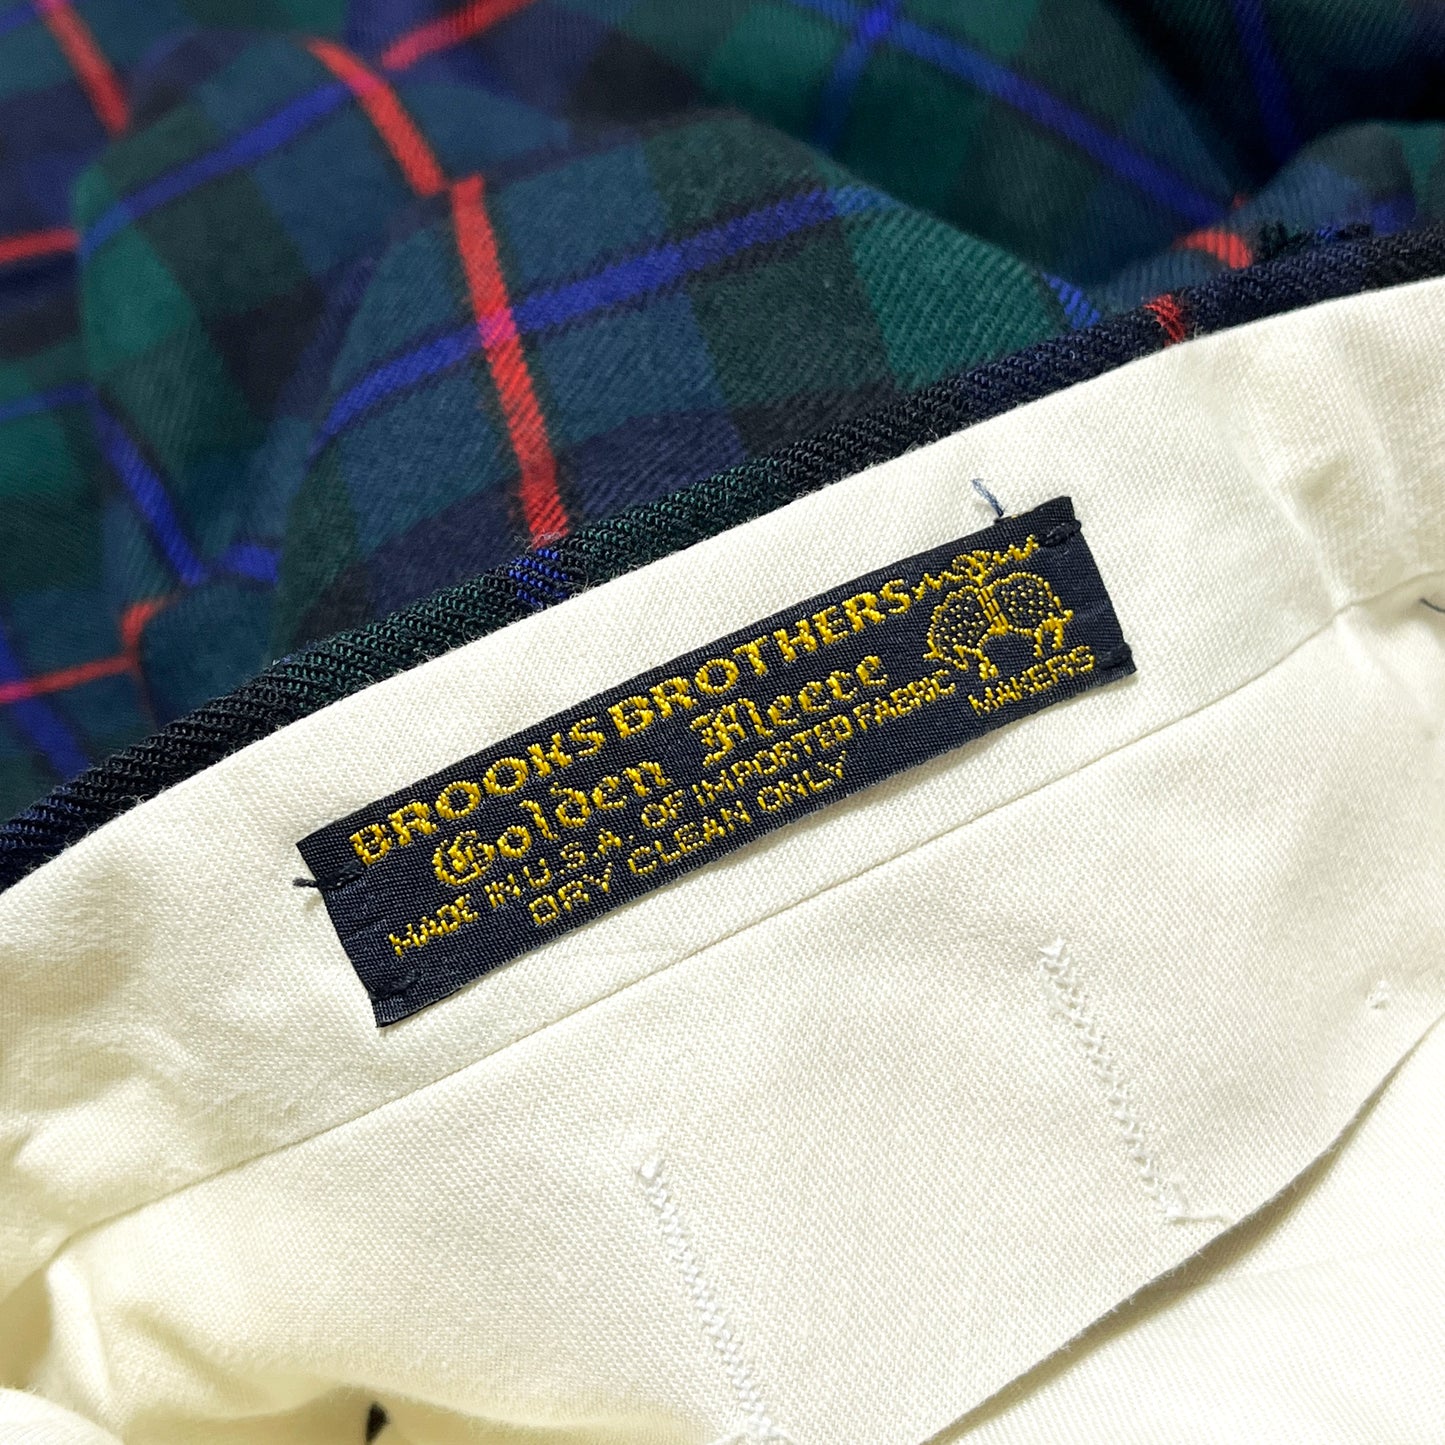 BROOKS BROTHERS
Golden Fleece
MADE IN U.S.A. OF IMPORTED FABRIC
MAKERS
DRY CLEAN ONLY